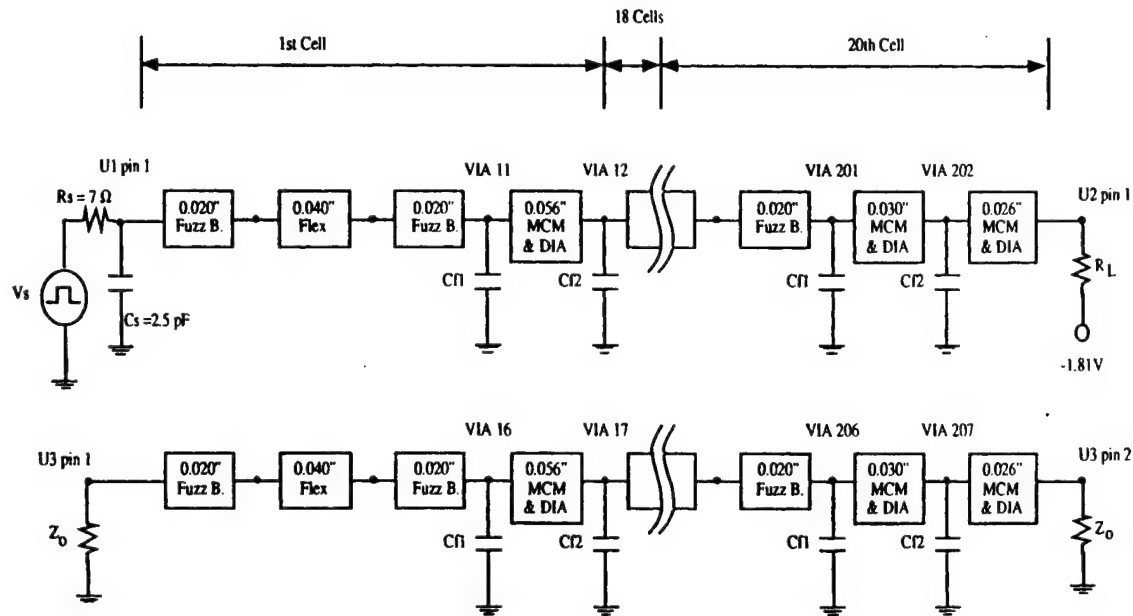 18 Cells
1st Cell
20th Cell
U1 pin 1
VIA 11
VIA 12
VIA 201
VIA 202
U2 pin 1
Rs = 7 Ω
0.020"
Fuzz B.
0.040"
Flex
0.020"
Fuzz B.
0.056"
MCM
& DIA
0.020"
Fuzz B.
0.030"
MCM
& DIA
0.026"
MCM
& DIA
R L
Vs
Cs =2.5 pF
Cf1
Cf2
Cf1
Cf2
-1.81V
VIA 16
VIA 17
VIA 206
VIA 207
U3 pin 1
U3 pin 2
0.020"
Fuzz B.
0.040"
Flex
0.020"
Fuzz B.
0.056"
MCM
& DIA
0.020"
Fuzz B.
0.030"
MCM
& DIA
0.026"
MCM
& DIA
Zo
Cf1
Cf2
Cf1
Cf2
Zo